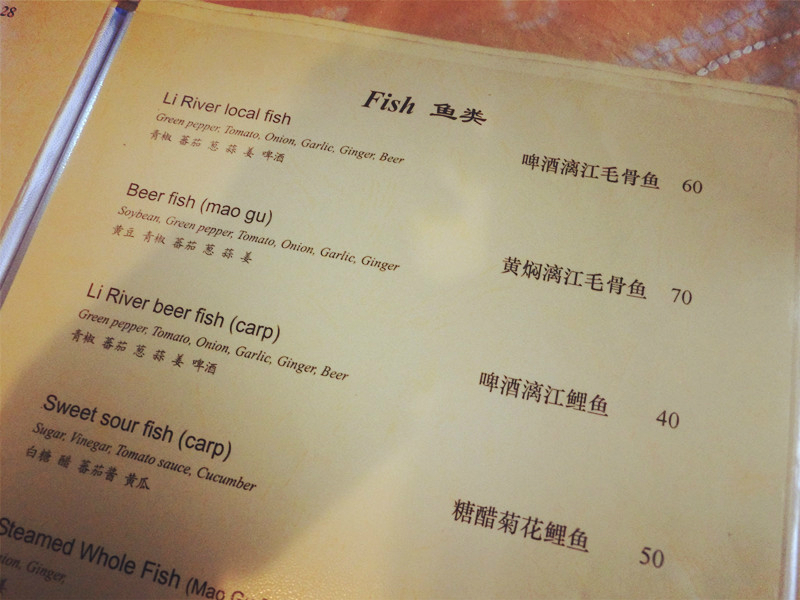 28
Fish 鱼类
Li River local fish
Green pepper, Tomato, Onion, Garlic, Ginger, Beer
青椒 蕃茄 葱 蒜 姜 啤酒
啤酒漓江毛骨鱼 60
Beer fish (mao gu)
Soybean, Green pepper, Tomato, Onion, Garlic, Ginger
黄豆 青椒 蕃茄 葱 蒜 姜
黄焖漓江毛骨鱼 70
Li River beer fish (carp)
Green pepper, Tomato, Onion, Garlic, Ginger, Beer
青椒 蕃茄 葱 蒜 姜 啤酒
啤酒漓江鲤鱼 40
Sweet sour fish (carp)
Sugar, Vinegar, Tomato sauce, Cucumber
白糖 醋 蕃茄酱 黄瓜
糖醋菊花鲤鱼 50
Steamed Whole Fish (Mao
Ginger,